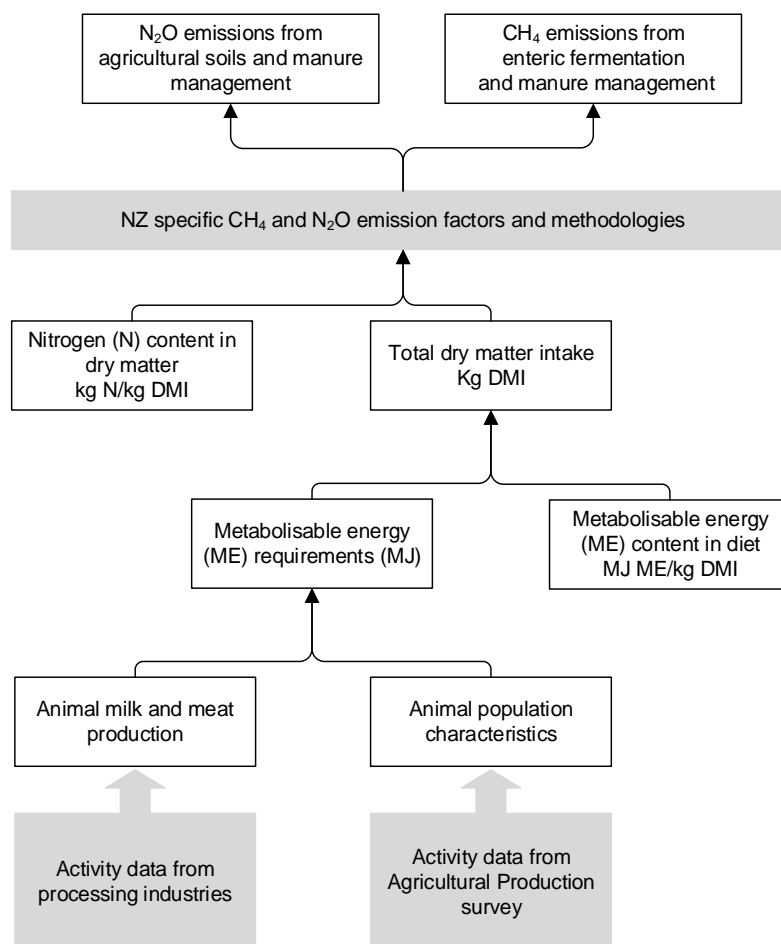 N₂O emissions from
agricultural soils and manure
management
CH₄ emissions from
enteric fermentation
and manure management
NZ specific CH₄ and N₂O emission factors and methodologies
Nitrogen (N) content in
dry matter
kg N/kg DMI
Total dry matter intake
Kg DMI
Metabolisable energy
(ME) requirements (MJ)
Metabolisable energy
(ME) content in diet
MJ ME/kg DMI
Animal milk and meat
production
Animal population
characteristics
Activity data from
processing industries
Activity data from
Agricultural Production
survey